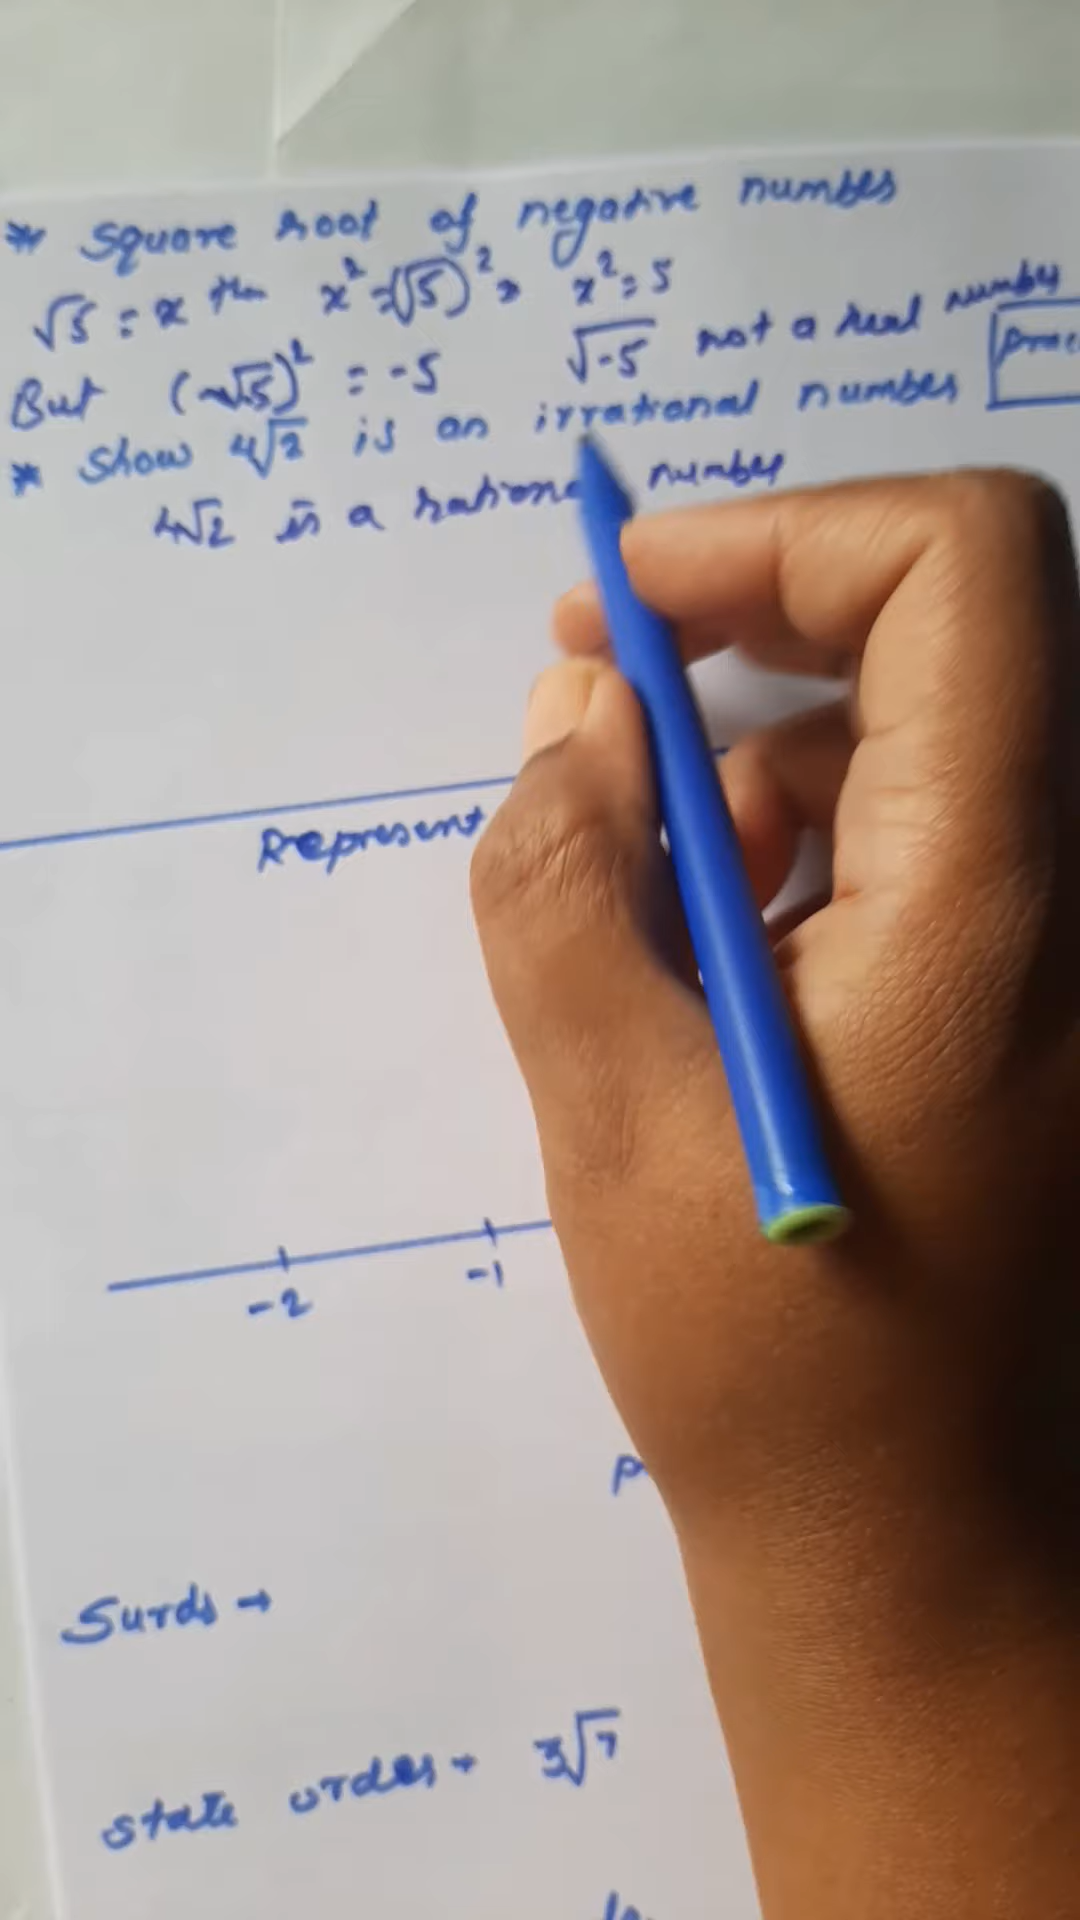 * Square root of negative number
√5 = x then x² = (√5)², x² = 5
But (√-5)² = -5 √-5 not a real number
* Show 4√2 is an irrational number
4√2 is a rational number
Represent
-2 -1
Surds →
state order → 3√7